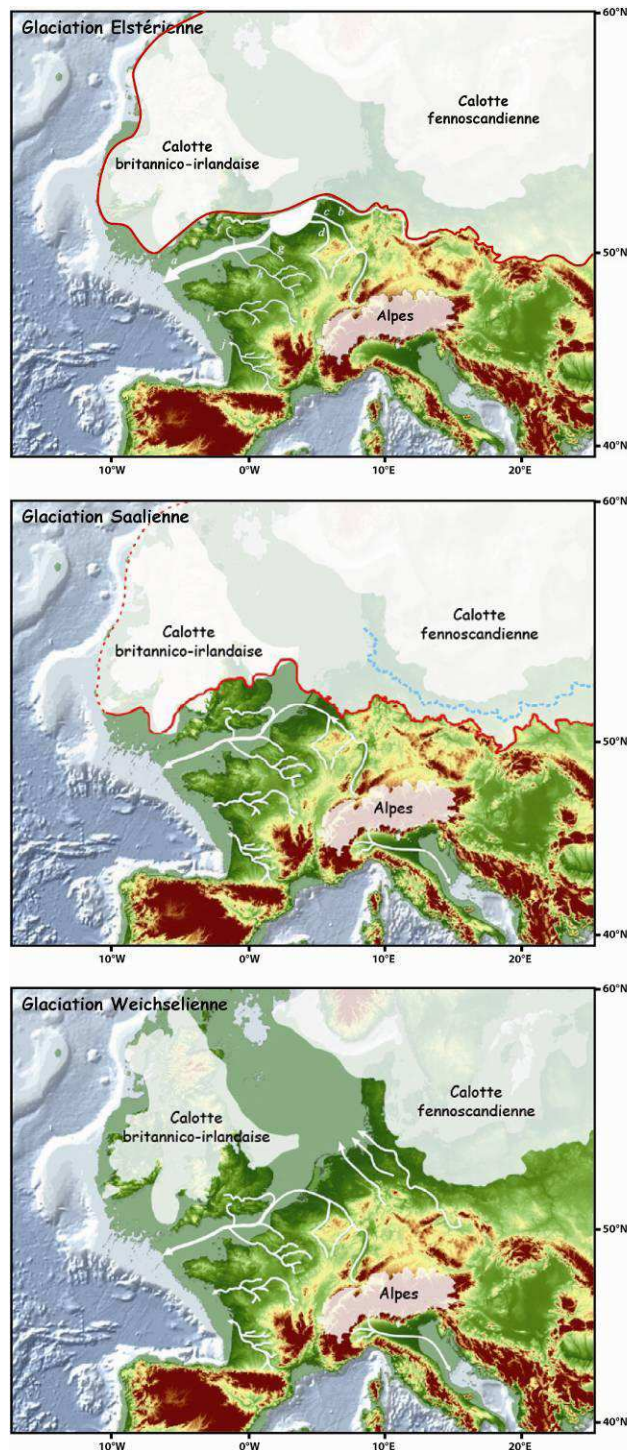 Glaciation Elstérienne
60°N
Calotte
fennoscandienne
Calotte
britannico-irlandaise
c
b
d
50°N
a
g
i
Alpes
j
40°N
10°W
0°W
10°E
20°E
Glaciation Saalienne
60°N
Calotte
fennoscandienne
Calotte
britannico-irlandaise
50°N
Alpes
40°N
10°W
0°W
10°E
20°E
Glaciation Weichselienne
60°N
Calotte
britannico-irlandaise
Calotte
fennoscandienne
50°N
Alpes
40°N
10°W
0°W
10°E
20°E